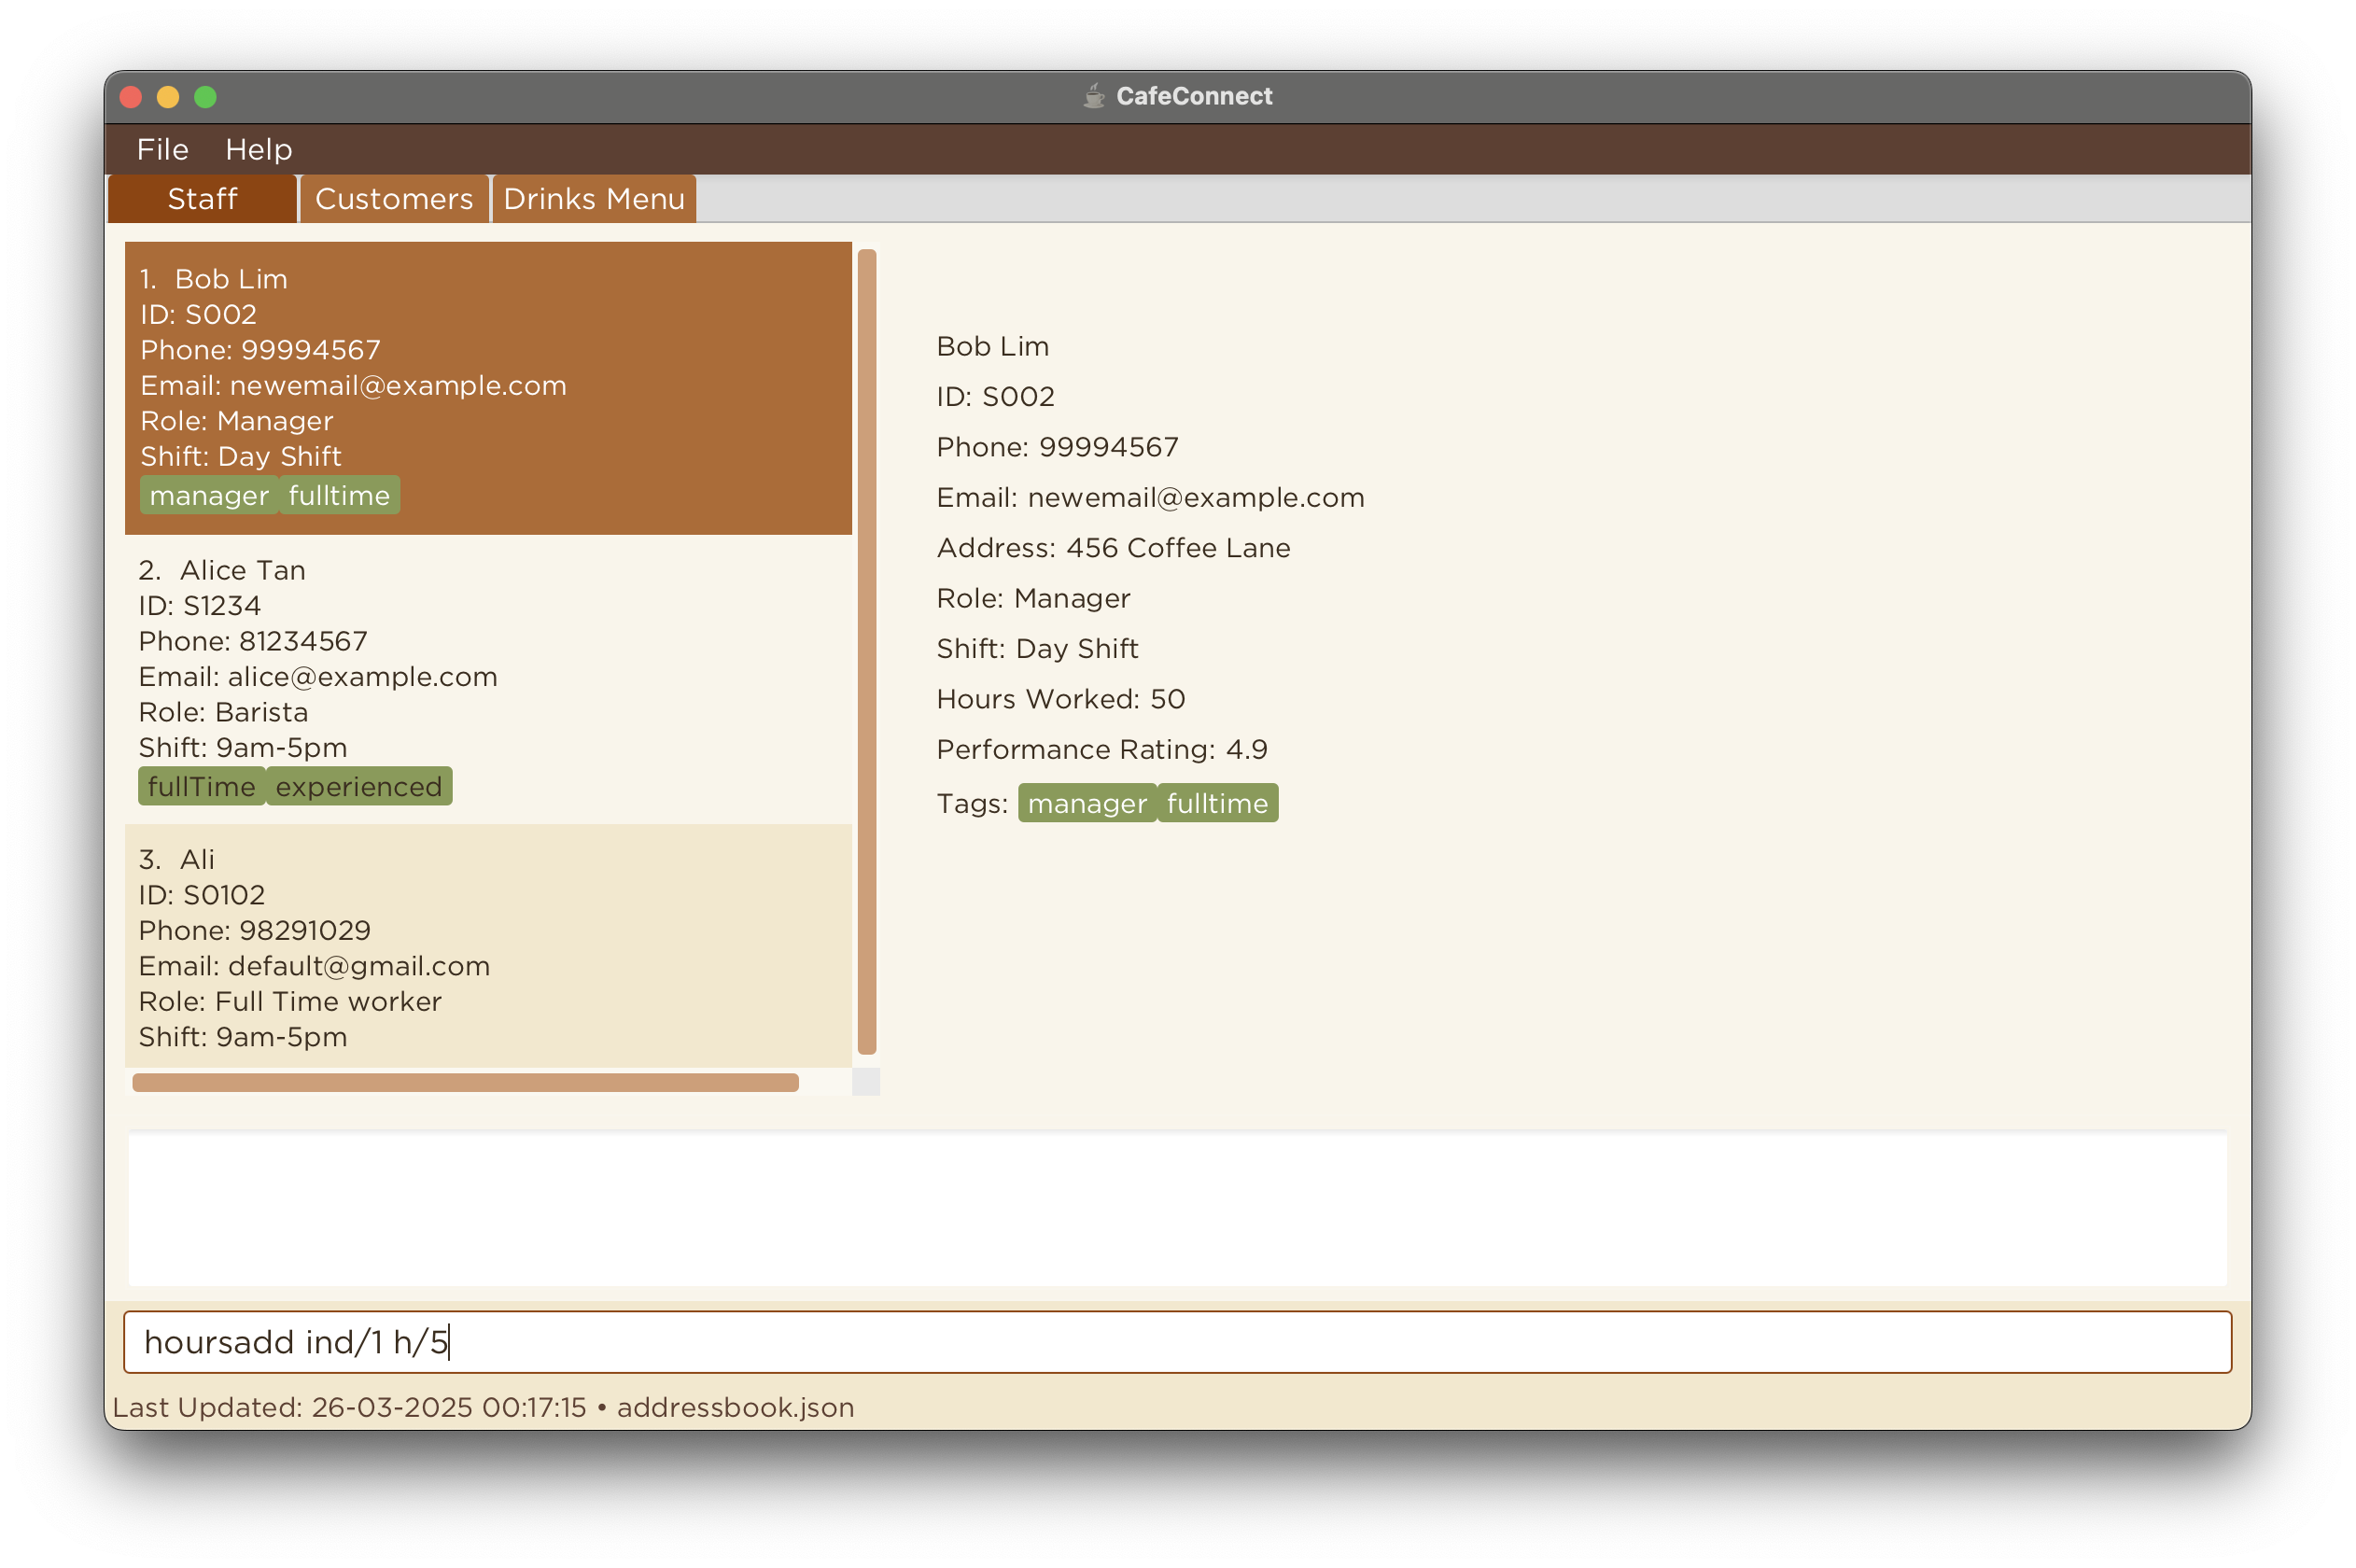 CafeConnect
File Help
Staff Customers Drinks Menu
1. Bob Lim
ID: S002
Phone: 99994567
Email: newemail@example.com
Role: Manager
Shift: Day Shift
manager fulltime
2. Alice Tan
ID: S1234
Phone: 81234567
Email: alice@example.com
Role: Barista
Shift: 9am-5pm
fullTime experienced
3. Ali
ID: S0102
Phone: 98291029
Email: default@gmail.com
Role: Full Time worker
Shift: 9am-5pm
Bob Lim
ID: S002
Phone: 99994567
Email: newemail@example.com
Address: 456 Coffee Lane
Role: Manager
Shift: Day Shift
Hours Worked: 50
Performance Rating: 4.9
Tags: manager fulltime
hoursadd ind/1 h/5
Last Updated: 26-03-2025 00:17:15 • addressbook.json